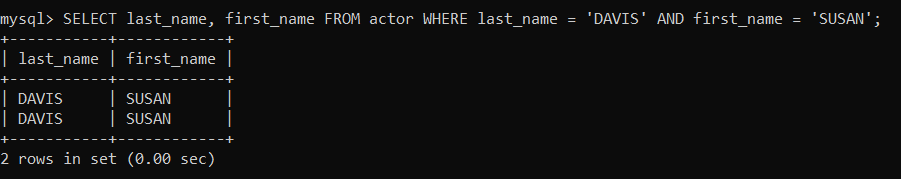 mysql> SELECT last_name, first_name FROM actor WHERE last_name = 'DAVIS' AND first_name = 'SUSAN';
+-----------+------------+
| last_name | first_name |
+-----------+------------+
| DAVIS     | SUSAN      |
| DAVIS     | SUSAN      |
+-----------+------------+
2 rows in set (0.00 sec)